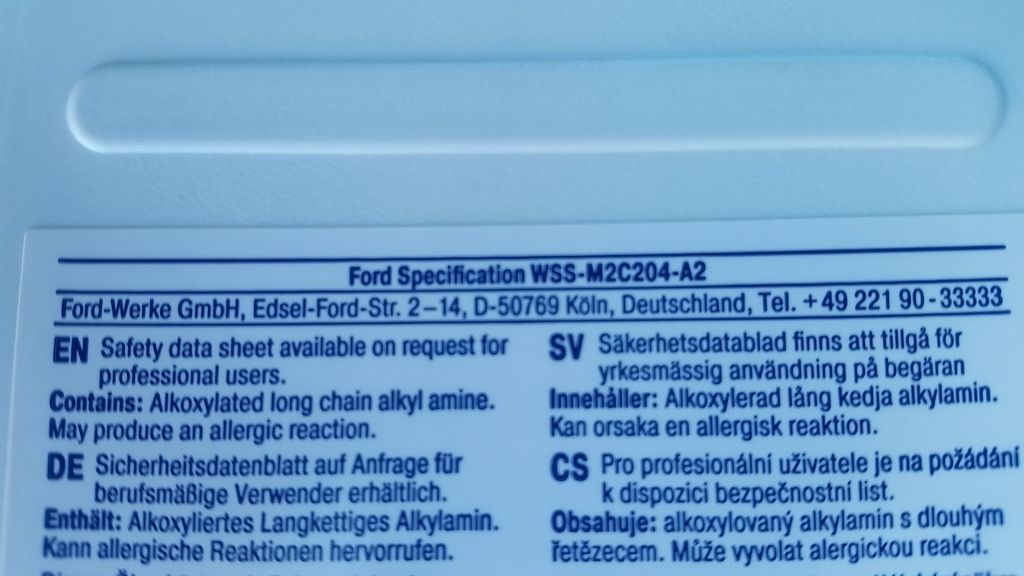 Ford Specification WSS-M2C204-A2
Ford-Werke GmbH, Edsel-Ford-Str. 2–14, D-50769 Köln, Deutschland, Tel. +49 221 90-33333
EN Safety data sheet available on request for
professional users.
Contains: Alkoxylated long chain alkyl amine.
May produce an allergic reaction.
DE Sicherheitsdatenblatt auf Anfrage für
berufsmäßige Verwender erhältlich.
Enthält: Alkoxyliertes Langkettiges Alkylamin.
Kann allergische Reaktionen hervorrufen.
SV Säkerhetsdatablad finns att tillgå för
yrkesmässig användning på begäran
Innehåller: Alkoxylerad lång kedja alkylamin.
Kan orsaka en allergisk reaktion.
CS Pro profesionální uživatele je na požádání
k dispozici bezpečnostní list.
Obsahuje: alkoxylovaný alkylamin s dlouhým
řetězecem. Může vyvolat alergickou reakci.